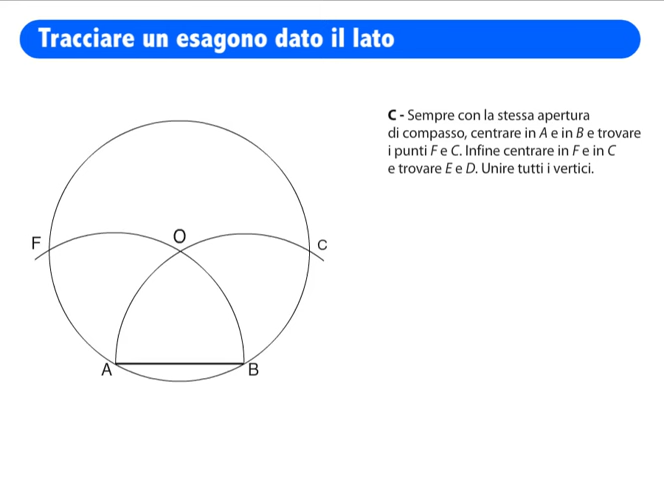 Tracciare un esagono dato il lato
C - Sempre con la stessa apertura
di compasso, centrare in A e in B e trovare
i punti F e C. Infine centrare in F e in C
e trovare E e D. Unire tutti i vertici.
F
O
C
A
B